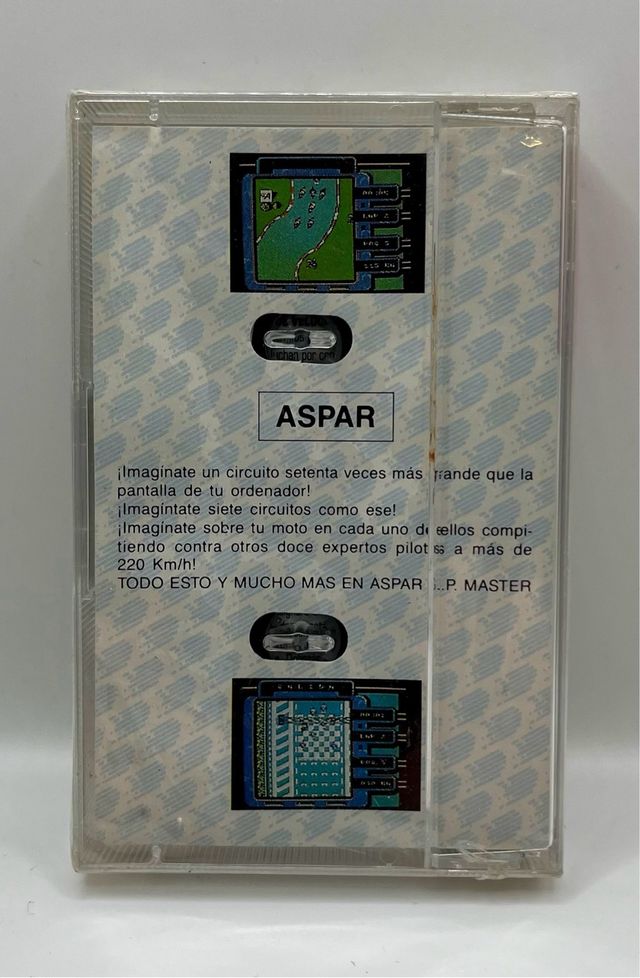 ASPAR
¡Imagínate un circuito setenta veces más grande que la
pantalla de tu ordenador!
¡Imagíntate siete circuitos como ese!
¡Imagínate sobre tu moto en cada uno de ellos compi-
tiendo contra otros doce expertos pilotos a más de
220 Km/h!
TODO ESTO Y MUCHO MAS EN ASPAR G.P. MASTER